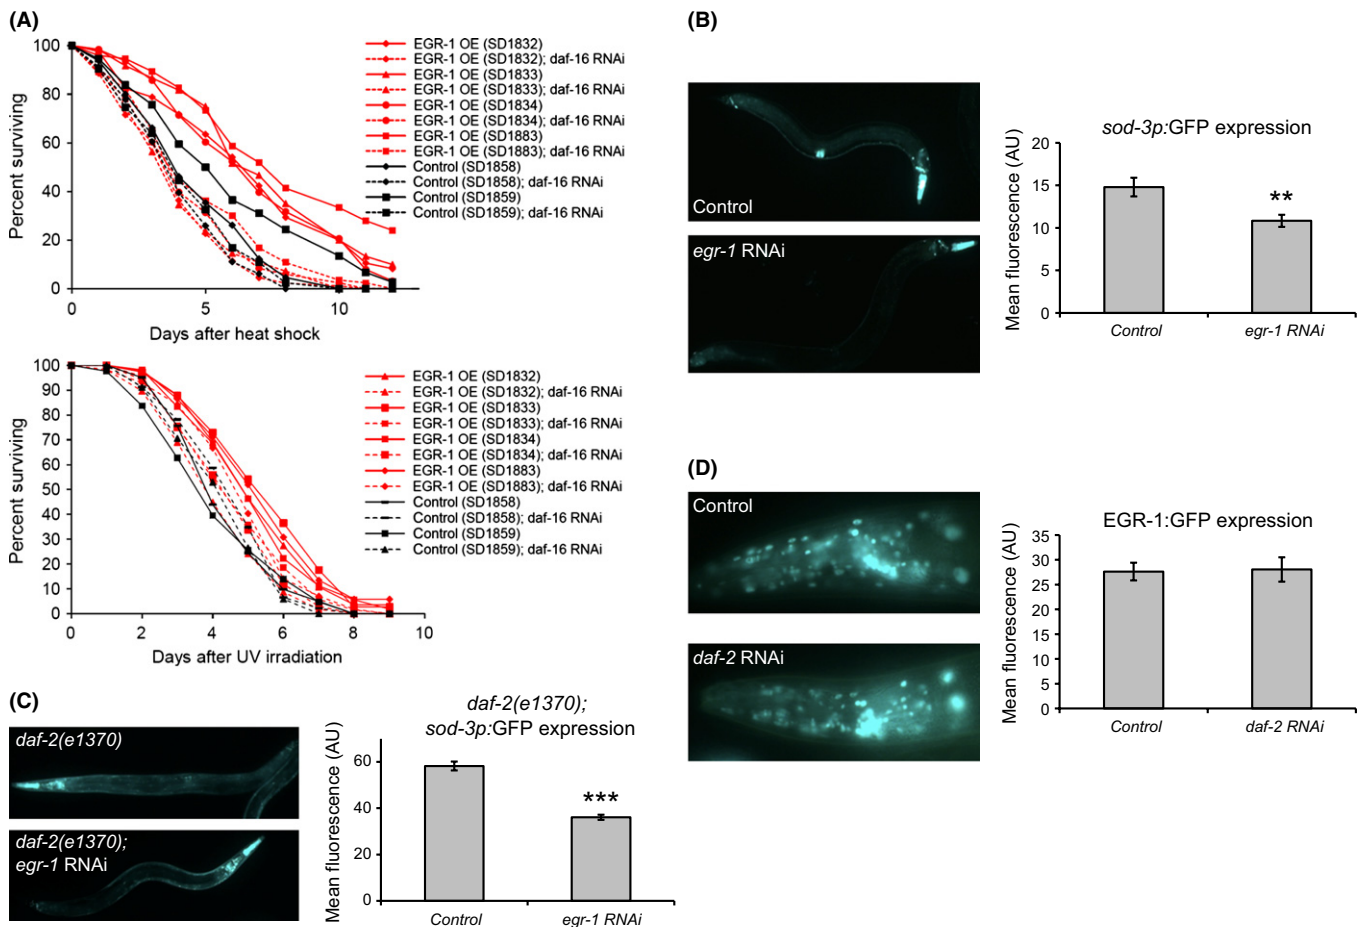 (A)
100
80
60
40
20
0
Percent surviving
0 5 10
Days after heat shock
EGR-1 OE (SD1832)
EGR-1 OE (SD1832); daf-16 RNAi
EGR-1 OE (SD1833)
EGR-1 OE (SD1833); daf-16 RNAi
EGR-1 OE (SD1834)
EGR-1 OE (SD1834); daf-16 RNAi
EGR-1 OE (SD1883)
EGR-1 OE (SD1883); daf-16 RNAi
Control (SD1858)
Control (SD1858); daf-16 RNAi
Control (SD1859)
Control (SD1859); daf-16 RNAi
100
90
80
70
60
50
40
30
20
10
0
Percent surviving
0 2 4 6 8 10
Days after UV irradiation
EGR-1 OE (SD1832)
EGR-1 OE (SD1832); daf-16 RNAi
EGR-1 OE (SD1833)
EGR-1 OE (SD1833); daf-16 RNAi
EGR-1 OE (SD1834)
EGR-1 OE (SD1834); daf-16 RNAi
EGR-1 OE (SD1883)
EGR-1 OE (SD1883); daf-16 RNAi
Control (SD1858)
Control (SD1858); daf-16 RNAi
Control (SD1859)
Control (SD1859); daf-16 RNAi
(B)
Control
egr-1 RNAi
sod-3p:GFP expression
Mean fluorescence (AU)
20
15
10
5
0
**
Control
egr-1 RNAi
(C)
daf-2(e1370)
daf-2(e1370);
egr-1 RNAi
daf-2(e1370);
sod-3p:GFP expression
Mean fluorescence (AU)
60
40
20
0
***
Control
egr-1 RNAi
(D)
Control
daf-2 RNAi
EGR-1:GFP expression
Mean fluorescence (AU)
35
30
25
20
15
10
5
0
Control
daf-2 RNAi